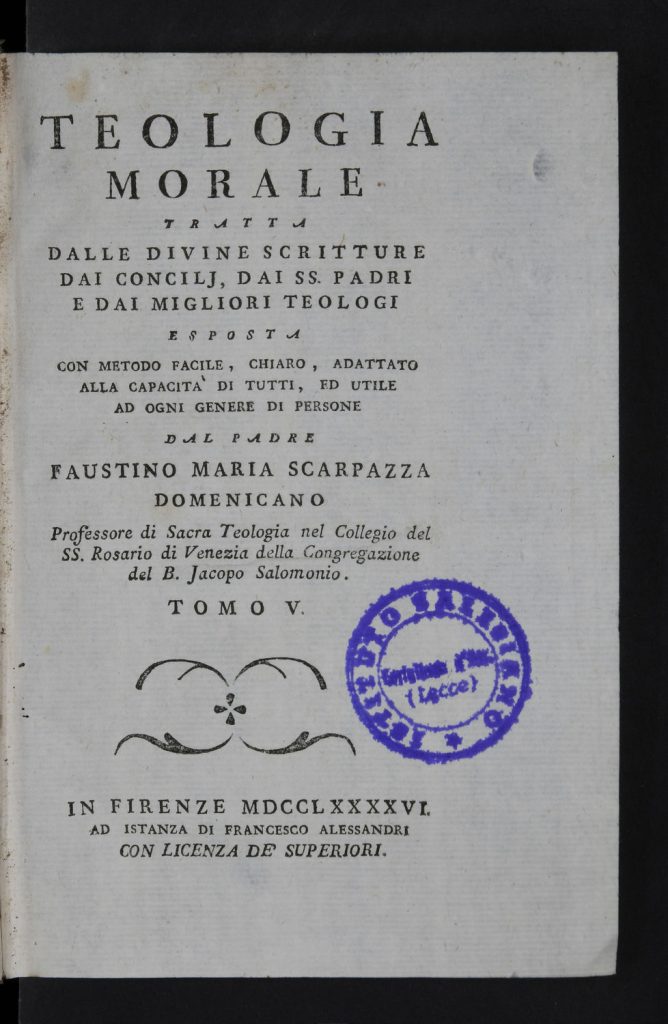 TEOLOGIA
MORALE
TRATTA
DALLE DIVINE SCRITTURE
DAI CONCILJ, DAI SS. PADRI
E DAI MIGLIORI TEOLOGI
ESPOSTA
CON METODO FACILE, CHIARO, ADATTATO
ALLA CAPACITA' DI TUTTI, ED UTILE
AD OGNI GENERE DI PERSONE
DAL PADRE
FAUSTINO MARIA SCARPAZZA
DOMENICANO
Professore di Sacra Teologia nel Collegio del
SS. Rosario di Venezia della Congregazione
del B. Jacopo Salomonio.
TOMO V.
ISTITUTO SALESIANO
(Lecce)
IN FIRENZE MDCCLXXXXVI.
AD ISTANZA DI FRANCESCO ALESSANDRI
CON LICENZA DE' SUPERIORI.